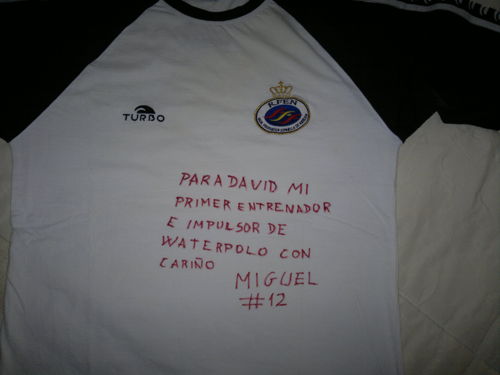 TURBO
R.F.E.N
PARA DAVID MI
PRIMER ENTRENADOR
E IMPULSOR DE
WATERPOLO CON
CARIÑO MIGUEL
#12